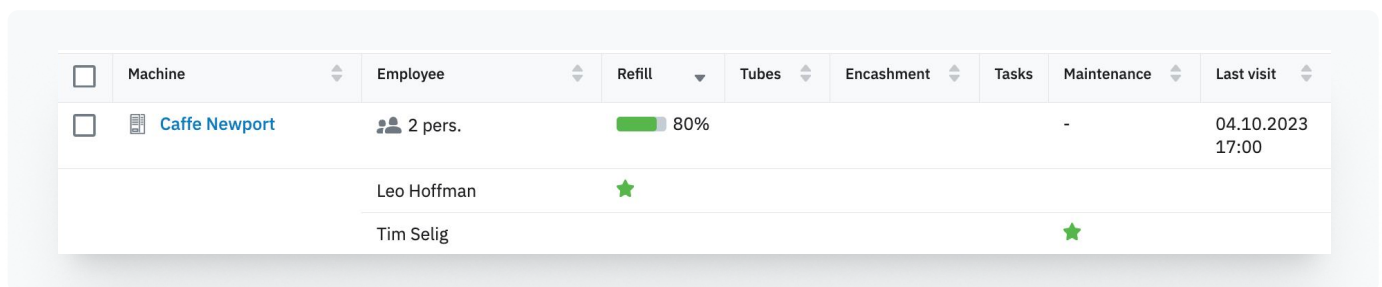 Machine Employee Refill Tubes Encashment Tasks Maintenance Last visit
Caffe Newport 2 pers. 80% - 04.10.2023
17:00
Leo Hoffman
Tim Selig